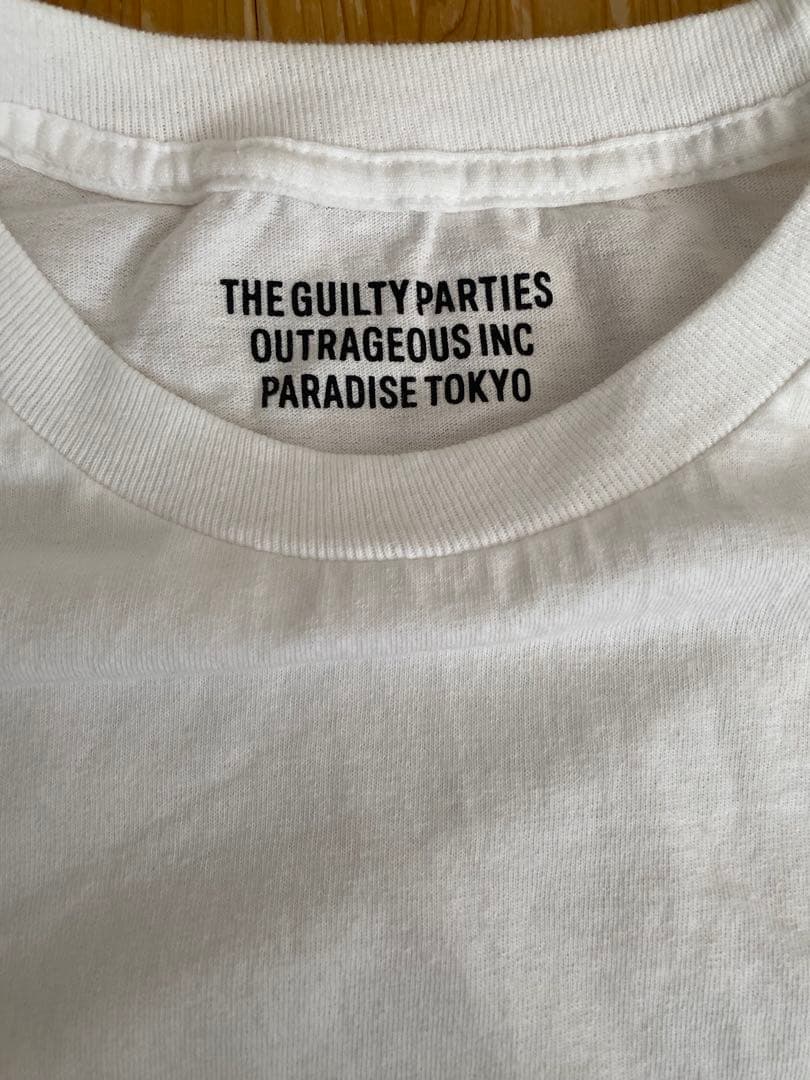 THE GUILTY PARTIES
OUTRAGEOUS INC
PARADISE TOKYO